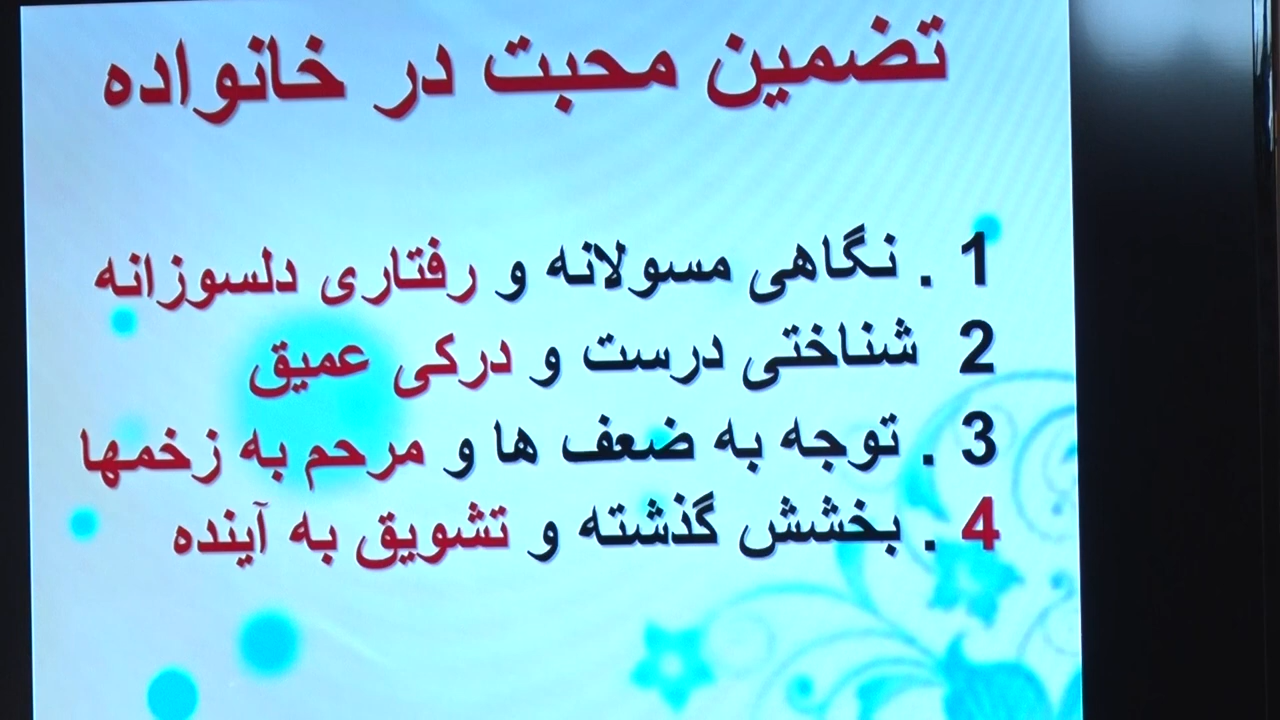 تضمین محبت در خانواده
1 . نگاهی مسولانه و رفتاری دلسوزانه
2 شناختی درست و درکی عمیق
3 . توجه به ضعف ها و مرحم به زخمها
4 . بخشش گذشته و تشویق به آینده